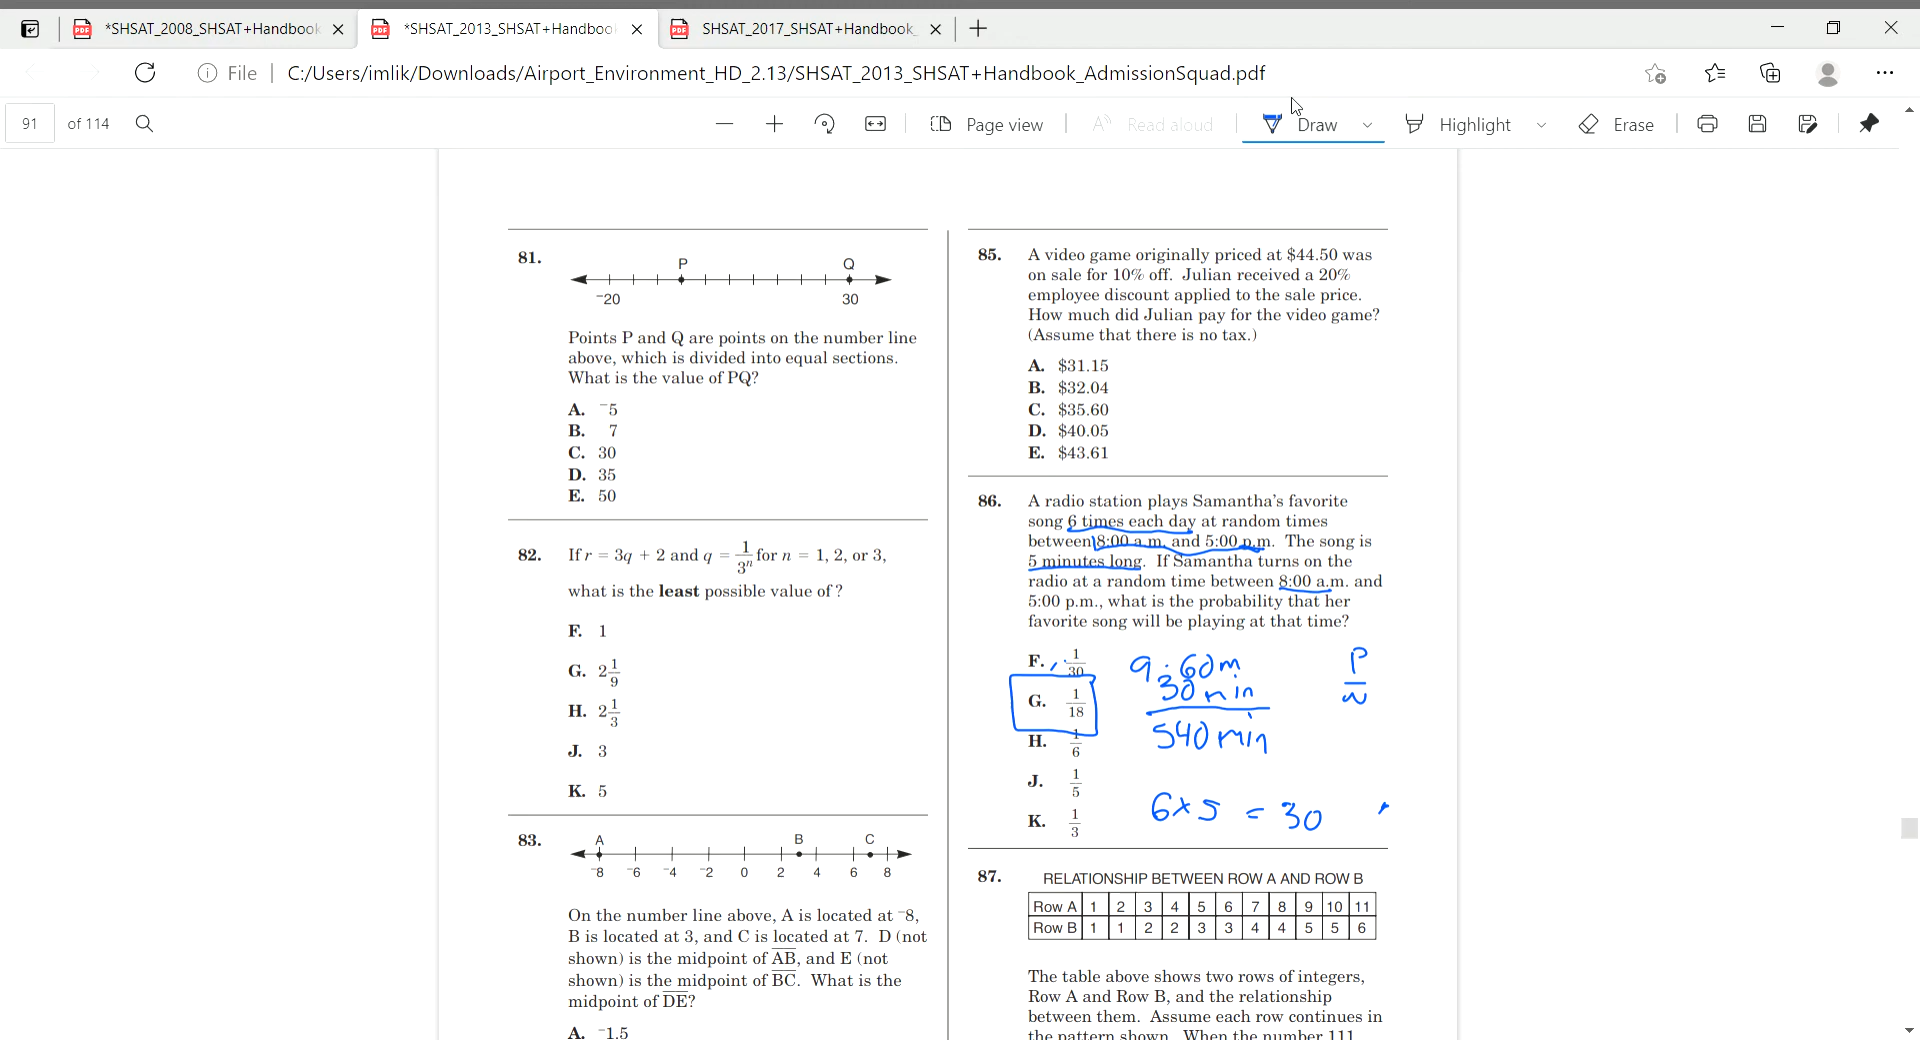 *SHSAT_2008_SHSAT+Handbook
*SHSAT_2013_SHSAT+Handboo
SHSAT_2017_SHSAT+Handbook_
File
C:/Users/imlik/Downloads/Airport_Environment_HD_2.13/SHSAT_2013_SHSAT+Handbook_AdmissionSquad.pdf
91 of 114
Page view
Read aloud
Draw
Highlight
Erase
81.
P Q
-20 30
Points P and Q are points on the number line
above, which is divided into equal sections.
What is the value of PQ?
A. -5
B. 7
C. 30
D. 35
E. 50
82. If r = 3q + 2 and q = 1/3^n for n = 1, 2, or 3,
what is the least possible value of ?
F. 1
G. 2 1/9
H. 2 1/3
J. 3
K. 5
83.
A B C
-8 -6 -4 -2 0 2 4 6 8
On the number line above, A is located at -8,
B is located at 3, and C is located at 7. D (not
shown) is the midpoint of AB, and E (not
shown) is the midpoint of BC. What is the
midpoint of DE?
A. -1.5
85. A video game originally priced at $44.50 was
on sale for 10% off. Julian received a 20%
employee discount applied to the sale price.
How much did Julian pay for the video game?
(Assume that there is no tax.)
A. $31.15
B. $32.04
C. $35.60
D. $40.05
E. $43.61
86. A radio station plays Samantha's favorite
song 6 times each day at random times
between 8:00 a.m. and 5:00 p.m. The song is
5 minutes long. If Samantha turns on the
radio at a random time between 8:00 a.m. and
5:00 p.m., what is the probability that her
favorite song will be playing at that time?
F. 1/30
G. 1/18
H. 1/6
J. 1/5
K. 1/3
9. 60m
30 min
540 min
P
6 x 5 = 30
87. RELATIONSHIP BETWEEN ROW A AND ROW B
Row A 1 2 3 4 5 6 7 8 9 10 11
Row B 1 1 2 2 3 3 4 4 5 5 6
The table above shows two rows of integers,
Row A and Row B, and the relationship
between them. Assume each row continues in
the pattern shown. When the number 111